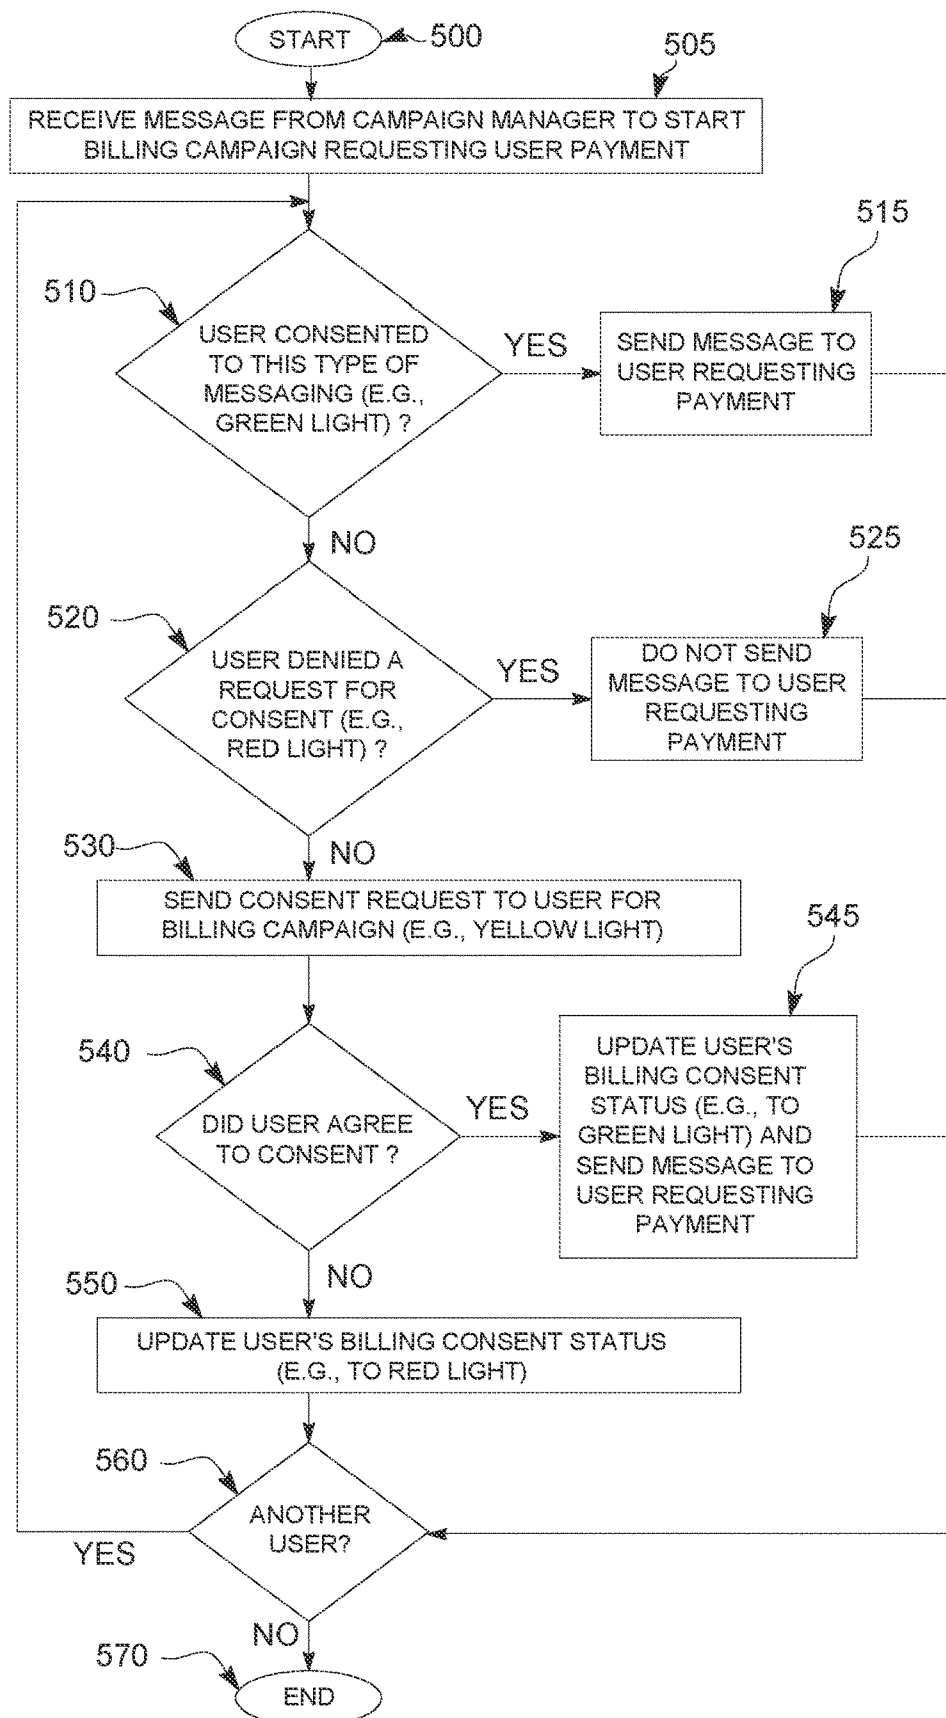 START
500
505
RECEIVE MESSAGE FROM CAMPAIGN MANAGER TO START
BILLING CAMPAIGN REQUESTING USER PAYMENT
510
USER CONSENTED
TO THIS TYPE OF
MESSAGING (E.G.,
GREEN LIGHT) ?
YES
515
SEND MESSAGE TO
USER REQUESTING
PAYMENT
NO
520
USER DENIED A
REQUEST FOR
CONSENT (E.G.,
RED LIGHT) ?
YES
525
DO NOT SEND
MESSAGE TO USER
REQUESTING
PAYMENT
NO
530
SEND CONSENT REQUEST TO USER FOR
BILLING CAMPAIGN (E.G., YELLOW LIGHT)
540
DID USER AGREE
TO CONSENT ?
YES
545
UPDATE USER'S
BILLING CONSENT
STATUS (E.G., TO
GREEN LIGHT) AND
SEND MESSAGE TO
USER REQUESTING
PAYMENT
NO
550
UPDATE USER'S BILLING CONSENT STATUS
(E.G., TO RED LIGHT)
560
ANOTHER
USER?
YES
NO
570
END